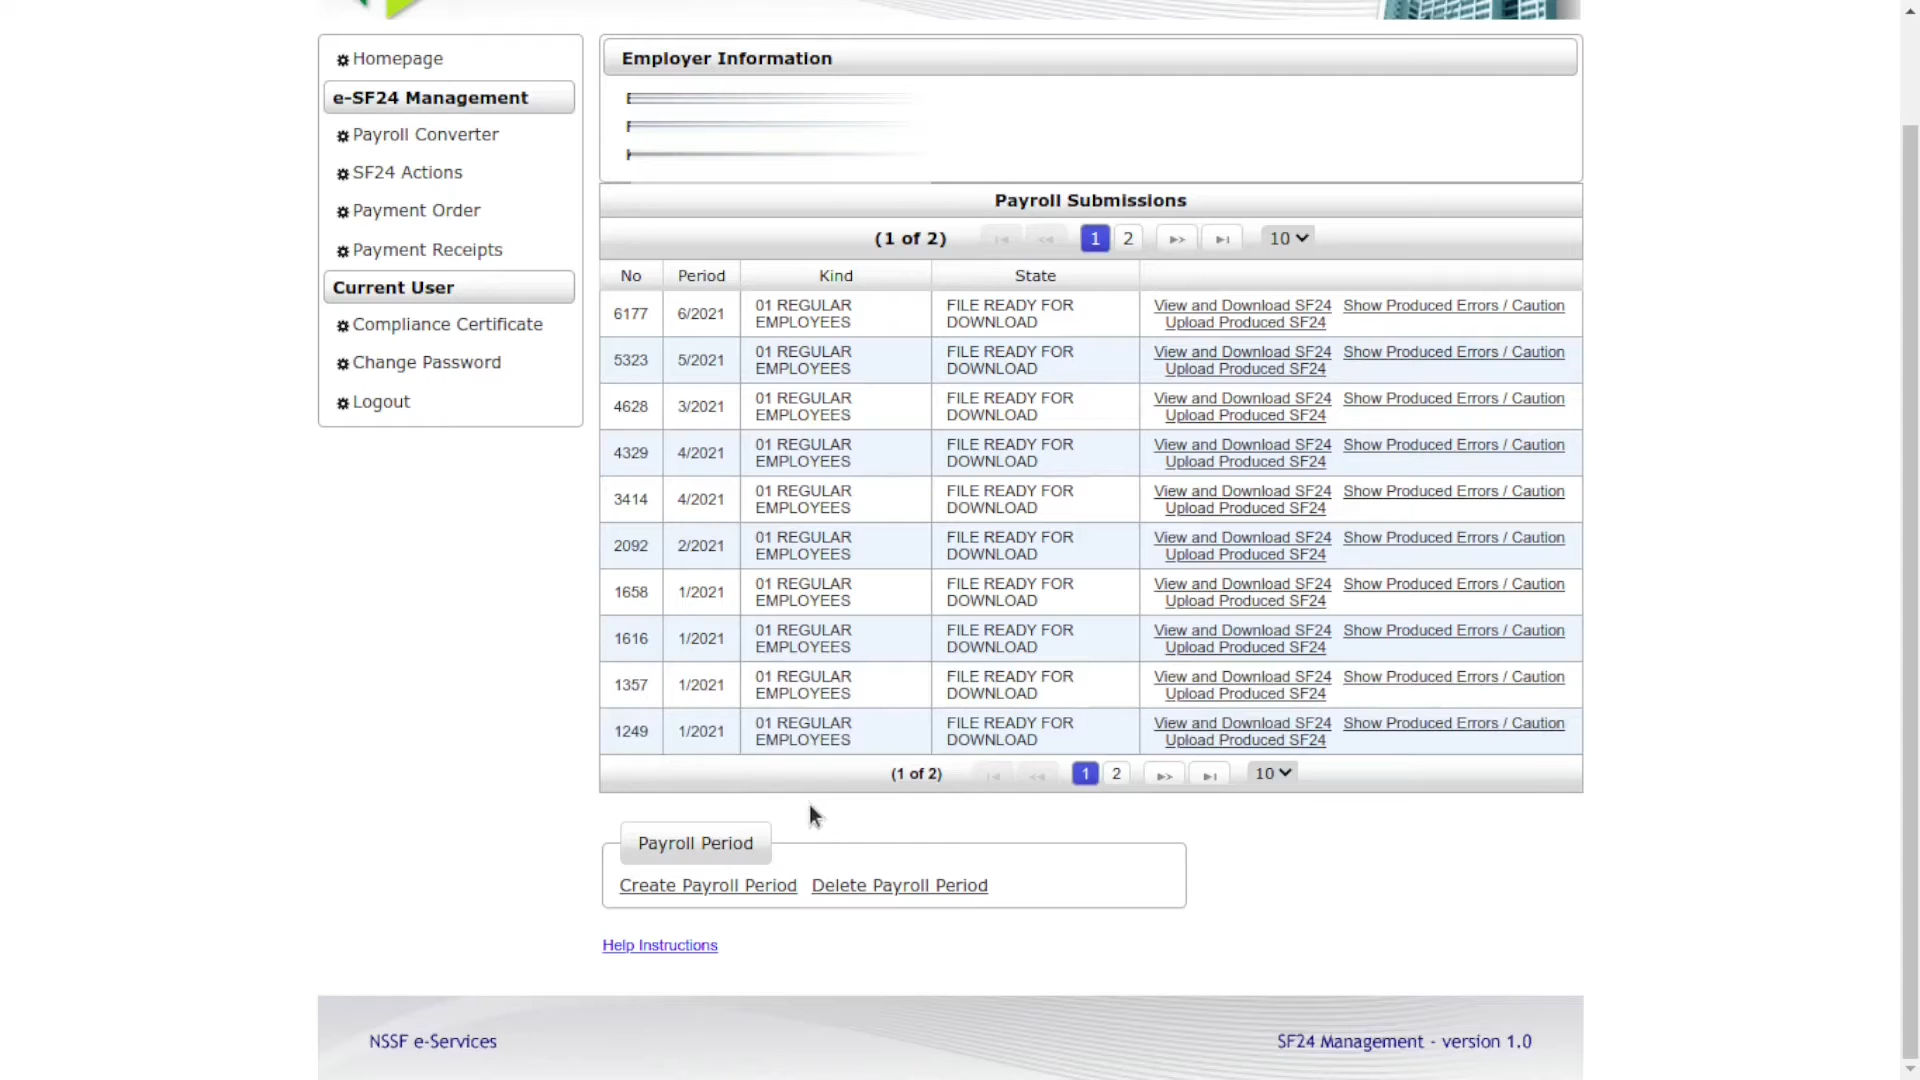 Homepage
e-SF24 Management
Payroll Converter
SF24 Actions
Payment Order
Payment Receipts
Current User
Compliance Certificate
Change Password
Logout
Employer Information
Payroll Submissions
(1 of 2) 1 2 10
No Period Kind State
6177 6/2021 01 REGULAR EMPLOYEES FILE READY FOR DOWNLOAD View and Download SF24 Show Produced Errors / Caution Upload Produced SF24
5323 5/2021 01 REGULAR EMPLOYEES FILE READY FOR DOWNLOAD View and Download SF24 Show Produced Errors / Caution Upload Produced SF24
4628 3/2021 01 REGULAR EMPLOYEES FILE READY FOR DOWNLOAD View and Download SF24 Show Produced Errors / Caution Upload Produced SF24
4329 4/2021 01 REGULAR EMPLOYEES FILE READY FOR DOWNLOAD View and Download SF24 Show Produced Errors / Caution Upload Produced SF24
3414 4/2021 01 REGULAR EMPLOYEES FILE READY FOR DOWNLOAD View and Download SF24 Show Produced Errors / Caution Upload Produced SF24
2092 2/2021 01 REGULAR EMPLOYEES FILE READY FOR DOWNLOAD View and Download SF24 Show Produced Errors / Caution Upload Produced SF24
1658 1/2021 01 REGULAR EMPLOYEES FILE READY FOR DOWNLOAD View and Download SF24 Show Produced Errors / Caution Upload Produced SF24
1616 1/2021 01 REGULAR EMPLOYEES FILE READY FOR DOWNLOAD View and Download SF24 Show Produced Errors / Caution Upload Produced SF24
1357 1/2021 01 REGULAR EMPLOYEES FILE READY FOR DOWNLOAD View and Download SF24 Show Produced Errors / Caution Upload Produced SF24
1249 1/2021 01 REGULAR EMPLOYEES FILE READY FOR DOWNLOAD View and Download SF24 Show Produced Errors / Caution Upload Produced SF24
(1 of 2) 1 2 10
Payroll Period
Create Payroll Period Delete Payroll Period
Help Instructions
NSSF e-Services SF24 Management - version 1.0